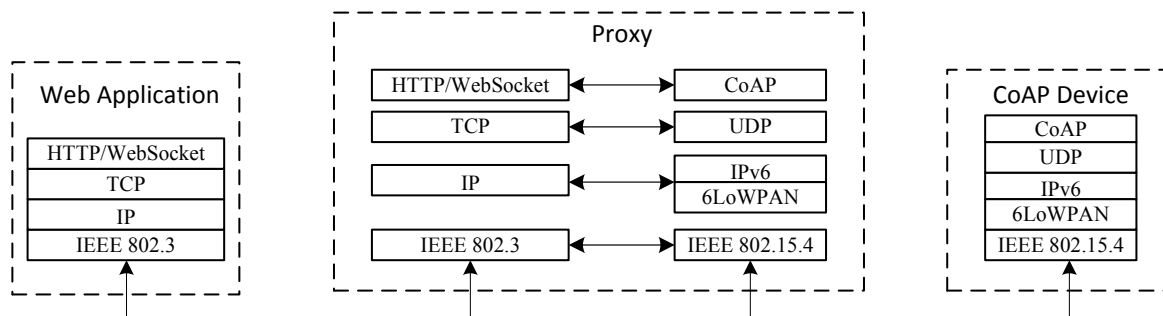 Web Application
HTTP/WebSocket
TCP
IP
IEEE 802.3
Proxy
HTTP/WebSocket
CoAP
TCP
UDP
IP
IPv6
6LoWPAN
IEEE 802.3
IEEE 802.15.4
CoAP Device
CoAP
UDP
IPv6
6LoWPAN
IEEE 802.15.4